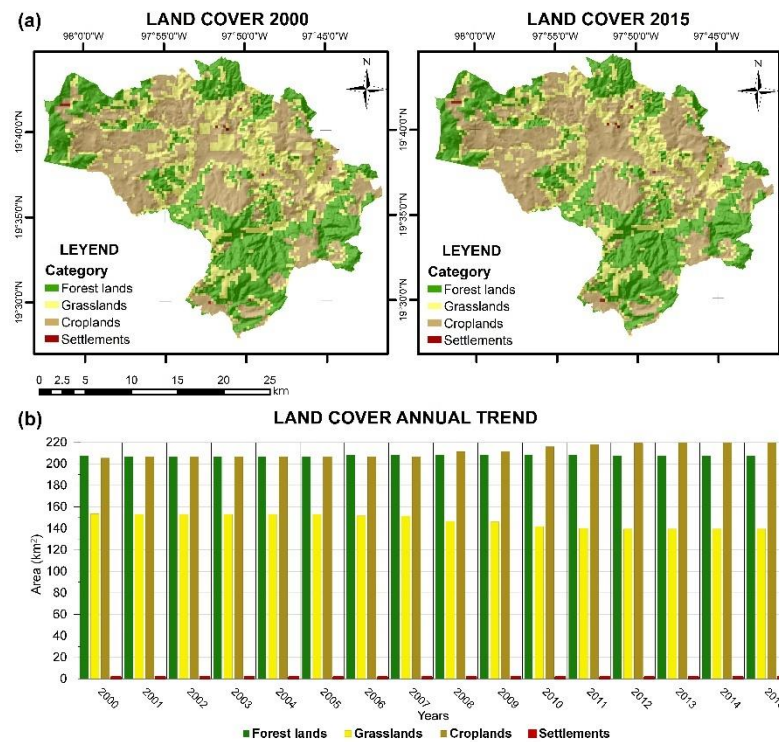 (a)
LAND COVER 2000
LAND COVER 2015
98°0'0"W 97°55'0"W 97°50'0"W 97°45'0"W
98°0'0"W 97°55'0"W 97°50'0"W 97°45'0"W
N
N
19°40'0"N
19°35'0"N
19°30'0"N
19°40'0"N
19°35'0"N
19°30'0"N
LEYEND
Category
Forest lands
Grasslands
Croplands
Settlements
LEYEND
Category
Forest lands
Grasslands
Croplands
Settlements
0 2.5 5 10 15 20 25
km
(b)
LAND COVER ANNUAL TREND
220
200
180
160
140
120
100
80
60
40
20
0
Area (km²)
2000 2001 2002 2003 2004 2005 2006 2007 2008 2009 2010 2011 2012 2013 2014
Years
Forest lands Grasslands Croplands Settlements